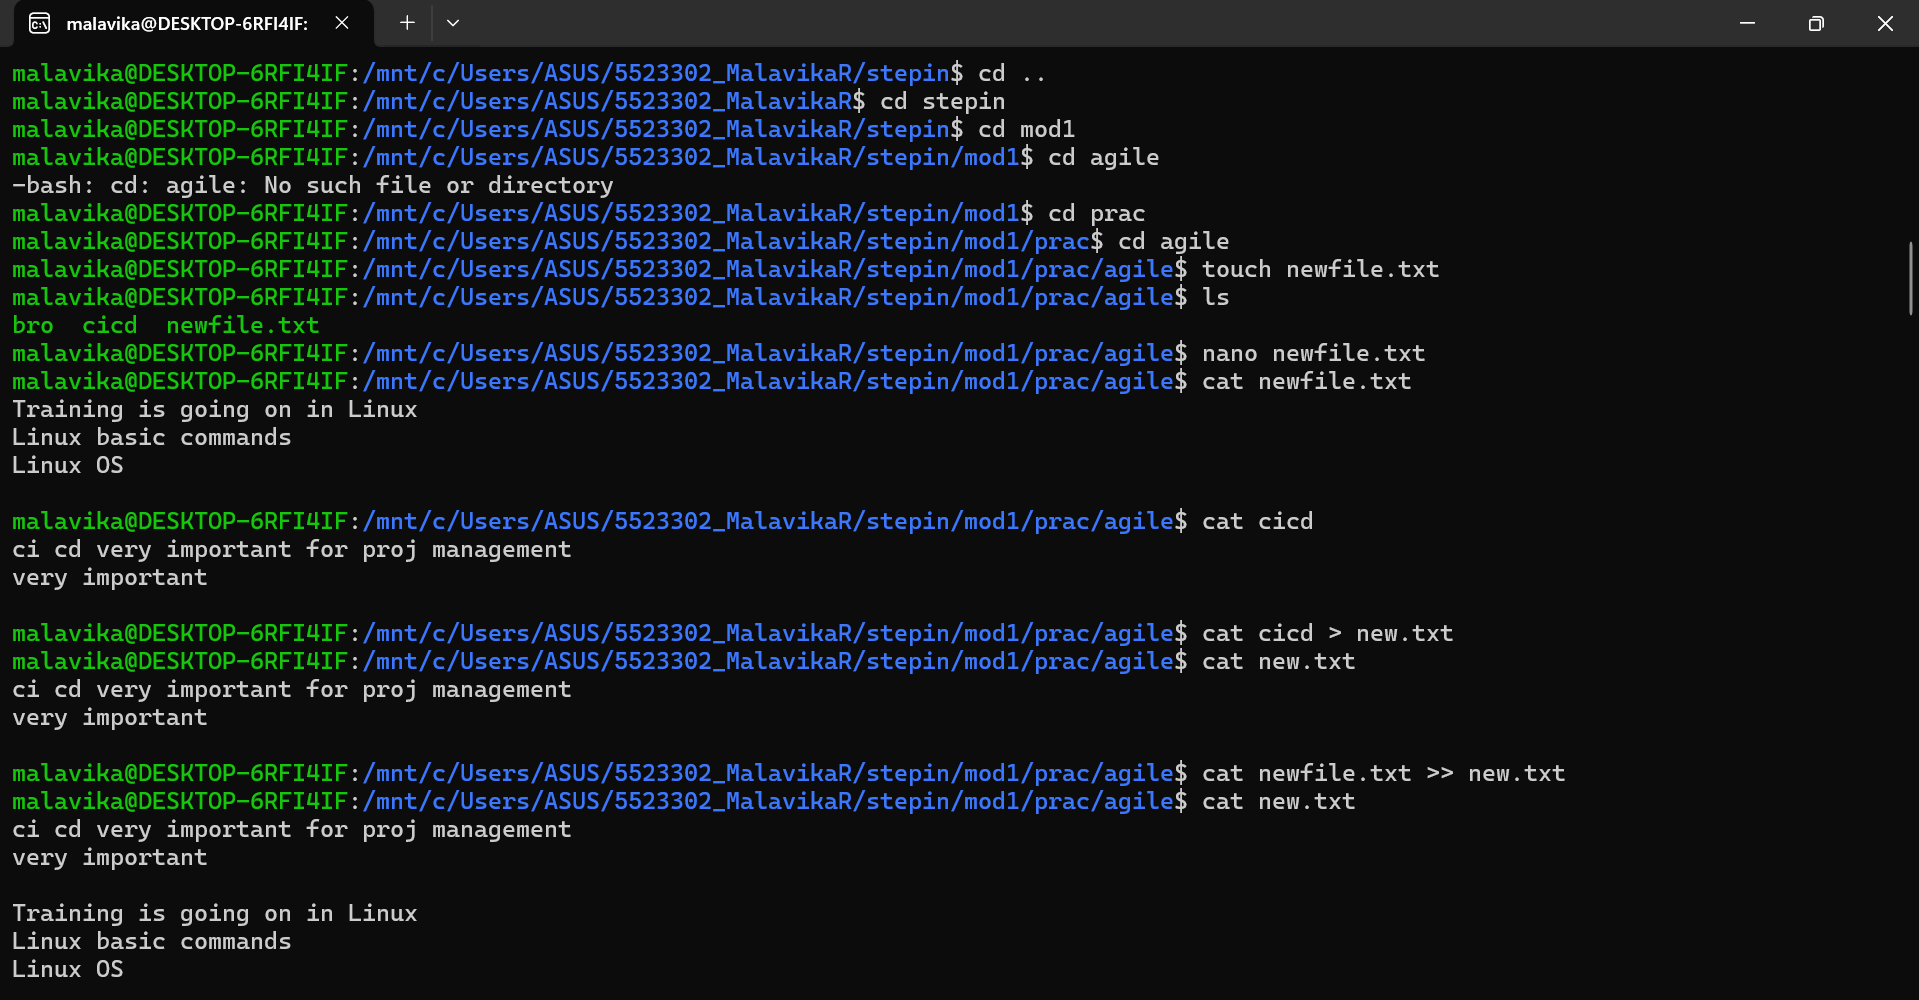 malavika@DESKTOP-6RFI4IF:
malavika@DESKTOP-6RFI4IF:/mnt/c/Users/ASUS/5523302_MalavikaR/stepin$ cd ..
malavika@DESKTOP-6RFI4IF:/mnt/c/Users/ASUS/5523302_MalavikaR$ cd stepin
malavika@DESKTOP-6RFI4IF:/mnt/c/Users/ASUS/5523302_MalavikaR/stepin$ cd mod1
malavika@DESKTOP-6RFI4IF:/mnt/c/Users/ASUS/5523302_MalavikaR/stepin/mod1$ cd agile
-bash: cd: agile: No such file or directory
malavika@DESKTOP-6RFI4IF:/mnt/c/Users/ASUS/5523302_MalavikaR/stepin/mod1$ cd prac
malavika@DESKTOP-6RFI4IF:/mnt/c/Users/ASUS/5523302_MalavikaR/stepin/mod1/prac$ cd agile
malavika@DESKTOP-6RFI4IF:/mnt/c/Users/ASUS/5523302_MalavikaR/stepin/mod1/prac/agile$ touch newfile.txt
malavika@DESKTOP-6RFI4IF:/mnt/c/Users/ASUS/5523302_MalavikaR/stepin/mod1/prac/agile$ ls
bro  cicd  newfile.txt
malavika@DESKTOP-6RFI4IF:/mnt/c/Users/ASUS/5523302_MalavikaR/stepin/mod1/prac/agile$ nano newfile.txt
malavika@DESKTOP-6RFI4IF:/mnt/c/Users/ASUS/5523302_MalavikaR/stepin/mod1/prac/agile$ cat newfile.txt
Training is going on in Linux
Linux basic commands
Linux OS

malavika@DESKTOP-6RFI4IF:/mnt/c/Users/ASUS/5523302_MalavikaR/stepin/mod1/prac/agile$ cat cicd
ci cd very important for proj management
very important

malavika@DESKTOP-6RFI4IF:/mnt/c/Users/ASUS/5523302_MalavikaR/stepin/mod1/prac/agile$ cat cicd > new.txt
malavika@DESKTOP-6RFI4IF:/mnt/c/Users/ASUS/5523302_MalavikaR/stepin/mod1/prac/agile$ cat new.txt
ci cd very important for proj management
very important

malavika@DESKTOP-6RFI4IF:/mnt/c/Users/ASUS/5523302_MalavikaR/stepin/mod1/prac/agile$ cat newfile.txt >> new.txt
malavika@DESKTOP-6RFI4IF:/mnt/c/Users/ASUS/5523302_MalavikaR/stepin/mod1/prac/agile$ cat new.txt
ci cd very important for proj management
very important

Training is going on in Linux
Linux basic commands
Linux OS